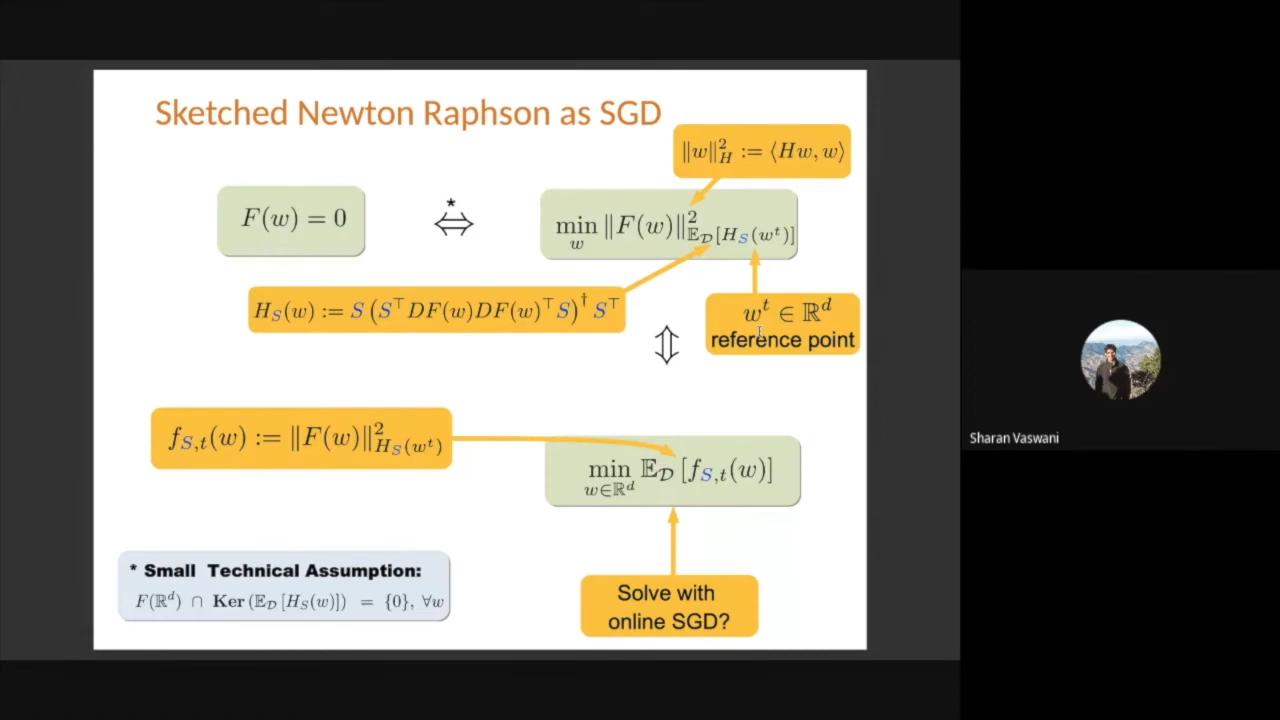 Sketched Newton Raphson as SGD
‖w‖²_H := ⟨Hw, w⟩
F(w) = 0
*
⇔
min_w ‖F(w)‖²_{𝔼_𝒟[H_S(w^t)]}
H_S(w) := S (S^⊤ DF(w)DF(w)^⊤ S)^† S^⊤
w^t ∈ ℝ^d
reference point
⇕
f_{S,t}(w) := ‖F(w)‖²_{H_S(w^t)}
min_{w∈ℝ^d} 𝔼_𝒟 [f_{S,t}(w)]
Sharan Vaswani
* Small Technical Assumption:
F(ℝ^d) ∩ Ker (𝔼_𝒟 [H_S(w)]) = {0}, ∀w
Solve with
online SGD?